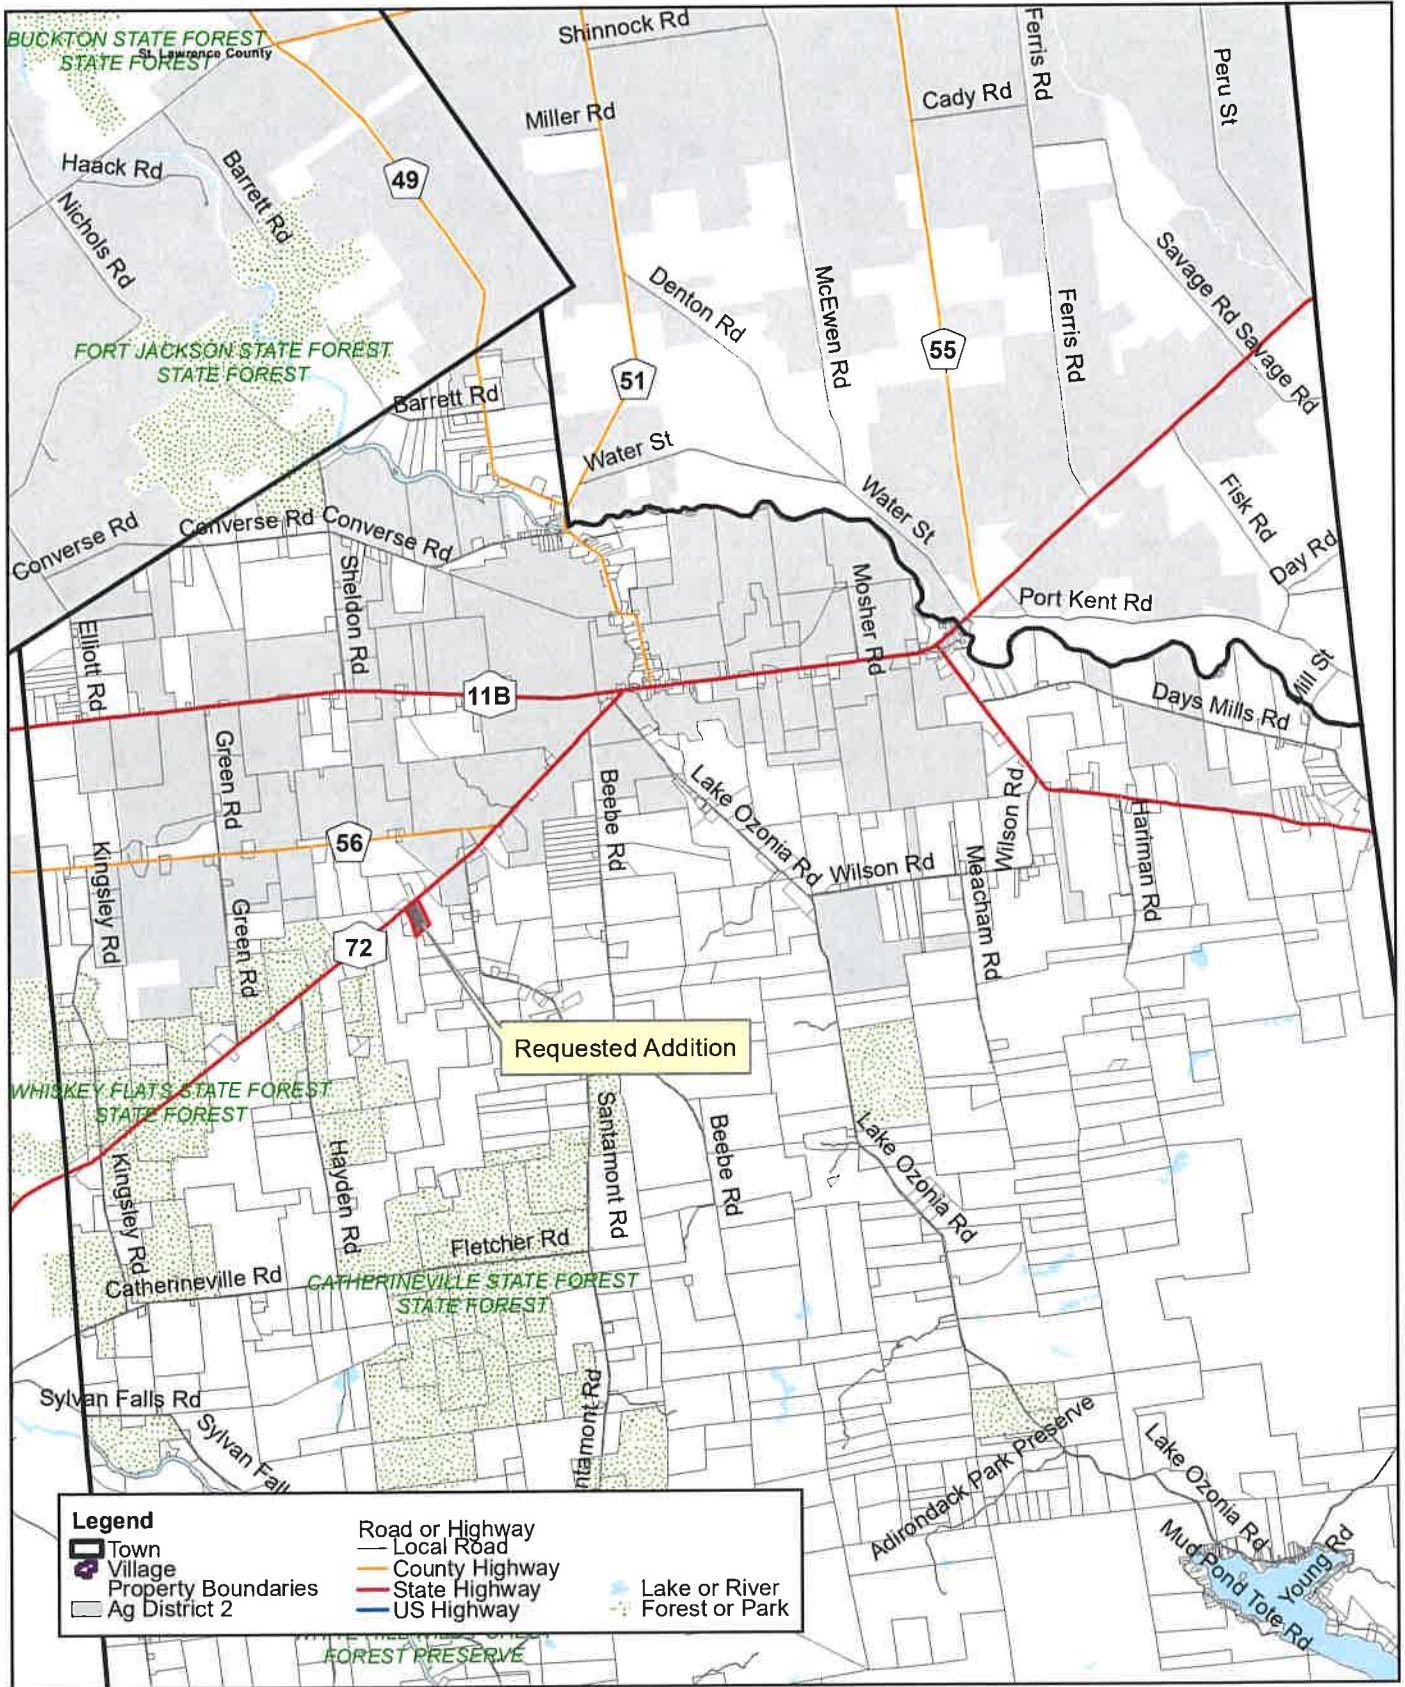 BUCKTON STATE FOREST
STATE FOREST
St. Lawrence County
Shinnock Rd
Ferris Rd
Peru St
Miller Rd
Cady Rd
Haack Rd
Barrett Rd
49
Nichols Rd
Savage Rd
Savage Rd
Denton Rd
McEwen Rd
Ferris Rd
55
FORT JACKSON STATE FOREST
STATE FOREST
51
Barrett Rd
Water St
Water St
Fisk Rd
Converse Rd
Converse Rd
Converse Rd
Day Rd
Sheldon Rd
Mosher Rd
Port Kent Rd
Elliott Rd
Mill St
11B
Days Mills Rd
Green Rd
Beebe Rd
Lake Ozonia Rd
Wilson Rd
Hariman Rd
56
Kingsley Rd
Wilson Rd
Meacham Rd
Green Rd
72
Requested Addition
WHISKEY FLATS STATE FOREST
STATE FOREST
Santamont Rd
Beebe Rd
Lake Ozonia Rd
Kingsley Rd
Hayden Rd
Fletcher Rd
Catherineville Rd
CATHERINEVILLE STATE FOREST
STATE FOREST
Sylvan Falls Rd
Sylvan Fall
ntamont Rd
Adirondack Park Preserve
Lake Ozonia Rd
Mud Pond Tote Rd
Young Rd
Legend
Town
Village
Property Boundaries
Ag District 2
Road or Highway
Local Road
County Highway
State Highway
US Highway
Lake or River
Forest or Park
FOREST PRESERVE